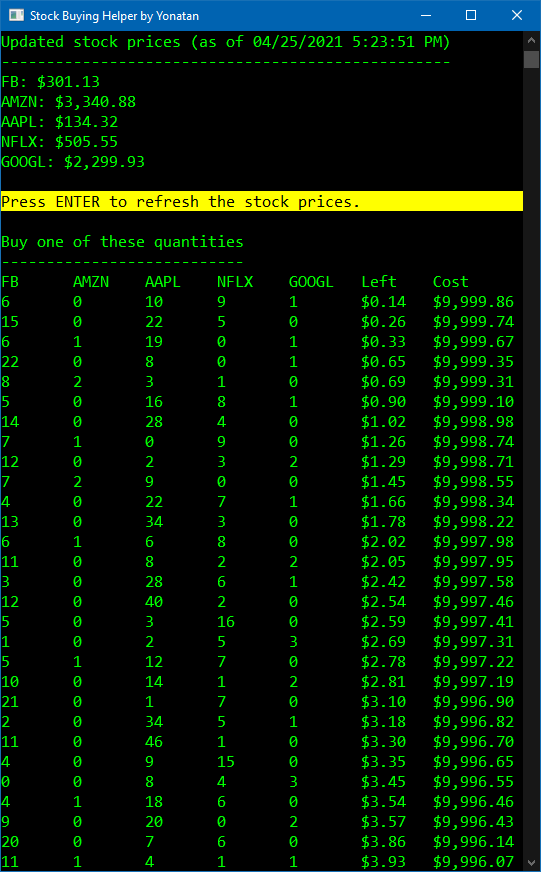 Stock Buying Helper by Yonatan
Updated stock prices (as of 04/25/2021 5:23:51 PM)
--------------------------------------------------
FB: $301.13
AMZN: $3,340.88
AAPL: $134.32
NFLX: $505.55
GOOGL: $2,299.93
Press ENTER to refresh the stock prices.
Buy one of these quantities
---------------------------
FB AMZN AAPL NFLX GOOGL Left Cost
6 0 10 9 1 $0.14 $9,999.86
15 0 22 5 0 $0.26 $9,999.74
6 1 19 0 1 $0.33 $9,999.67
22 0 8 0 1 $0.65 $9,999.35
8 2 3 1 0 $0.69 $9,999.31
5 0 16 8 1 $0.90 $9,999.10
14 0 28 4 0 $1.02 $9,998.98
7 1 0 9 0 $1.26 $9,998.74
12 0 2 3 2 $1.29 $9,998.71
7 2 9 0 0 $1.45 $9,998.55
4 0 22 7 1 $1.66 $9,998.34
13 0 34 3 0 $1.78 $9,998.22
6 1 6 8 0 $2.02 $9,997.98
11 0 8 2 2 $2.05 $9,997.95
3 0 28 6 1 $2.42 $9,997.58
12 0 40 2 0 $2.54 $9,997.46
5 0 3 16 0 $2.59 $9,997.41
1 0 2 5 3 $2.69 $9,997.31
5 1 12 7 0 $2.78 $9,997.22
10 0 14 1 2 $2.81 $9,997.19
21 0 1 7 0 $3.10 $9,996.90
2 0 34 5 1 $3.18 $9,996.82
11 0 46 1 0 $3.30 $9,996.70
4 0 9 15 0 $3.35 $9,996.65
0 0 8 4 3 $3.45 $9,996.55
4 1 18 6 0 $3.54 $9,996.46
9 0 20 0 2 $3.57 $9,996.43
20 0 7 6 0 $3.86 $9,996.14
11 1 4 1 1 $3.93 $9,996.07